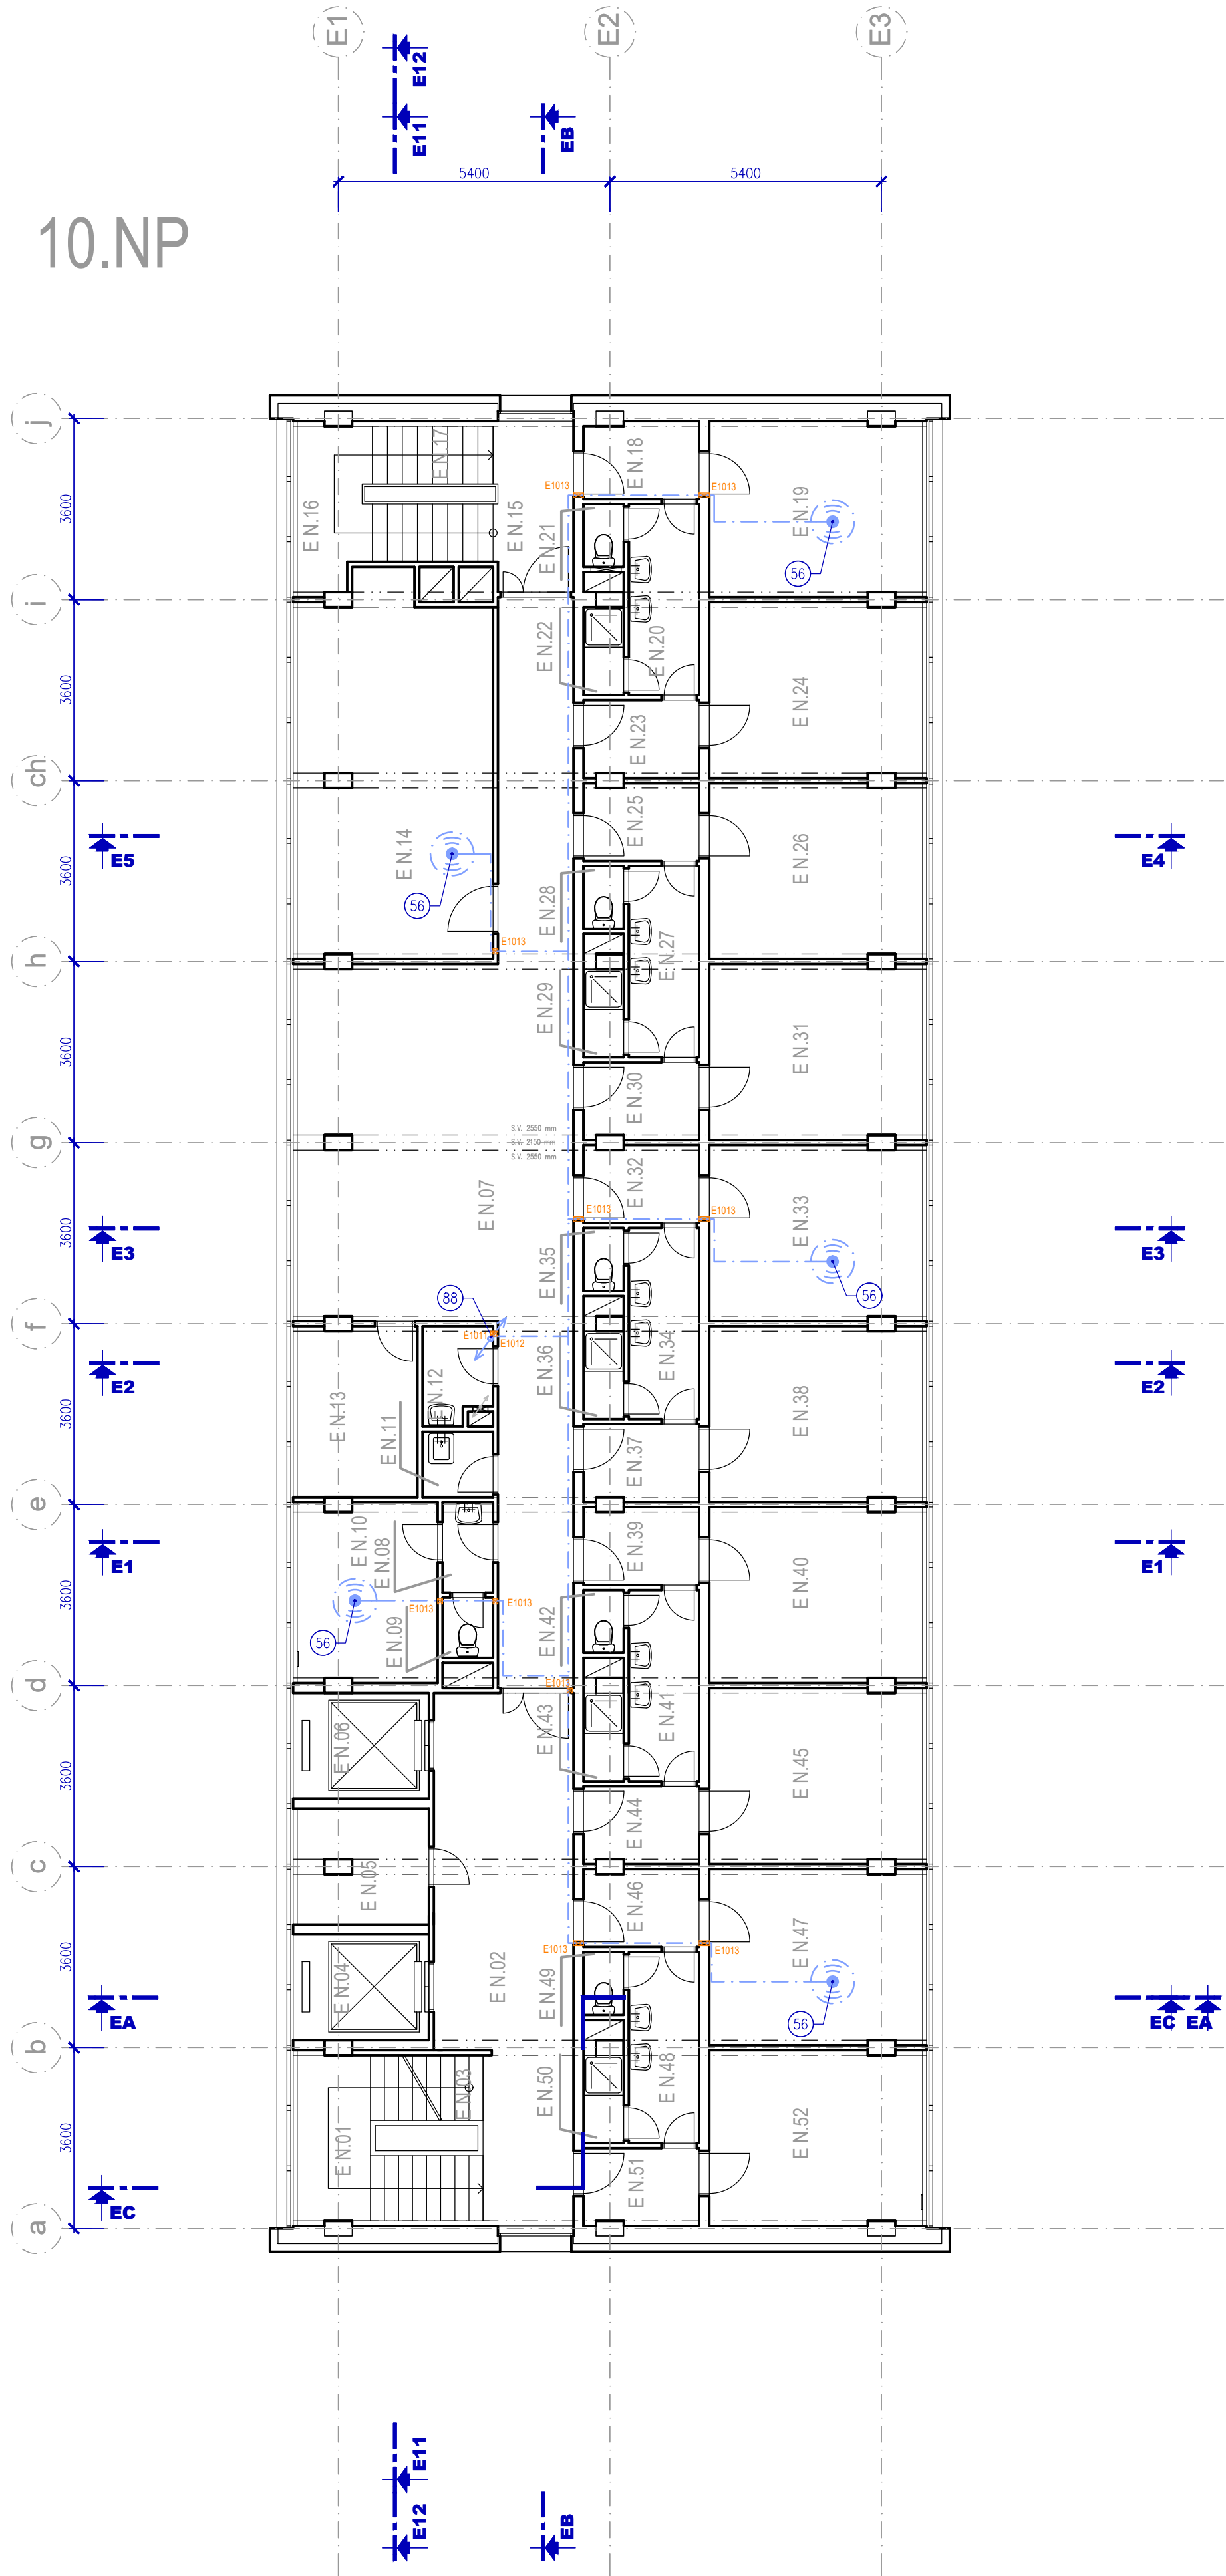 E1
E2
E3
E12
E11
EB
5400
5400
10.NP
j
3600
i
3600
ch
3600
h
3600
g
3600
f
3600
e
3600
d
3600
c
3600
b
3600
a
E N.17
E N.18
E N.16
E N.15
E N.19
E N.21
E1013
E1013
56
E N.22
E N.20
E N.24
E N.23
E N.25
E N.14
E N.26
E5
E4
56
E N.28
E N.27
E1013
E N.29
E N.31
E N.30
S.V. 2550 mm
S.V. 2150 mm
S.V. 2550 mm
E N.32
E N.07
E1013
E1013
E N.33
E3
E3
E N.35
88
56
E1011
E1012
E N.36
E N.34
E2
E2
E N.12
E N.13
E N.11
E N.38
E N.37
E N.10
E N.08
E N.39
E1
E1
E N.40
E1013
E1013
E N.09
E N.42
56
E1013
E N.06
E N.43
E N.41
E N.45
E N.44
E N.05
E N.46
E N.47
E1013
E1013
E N.04
E N.02
E N.49
EA
EC
EA
56
E N.03
E N.50
E N.48
E N.01
E N.52
E N.51
EC
E11
E12
EB